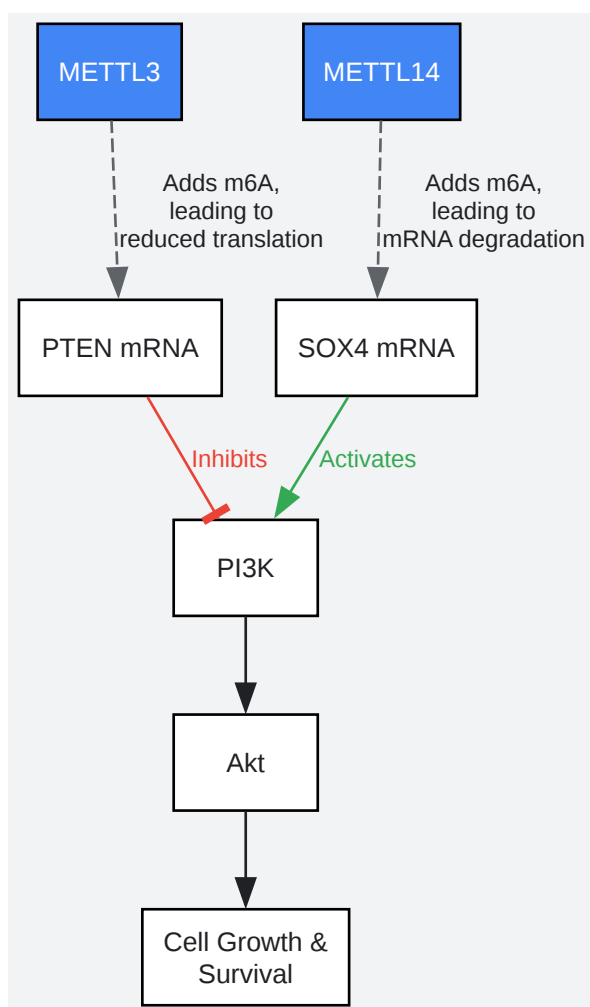 METTL3
METTL14
Adds m6A,
leading to
reduced translation
Adds m6A,
leading to
mRNA degradation
PTEN mRNA
SOX4 mRNA
Inhibits
Activates
PI3K
Akt
Cell Growth &
Survival